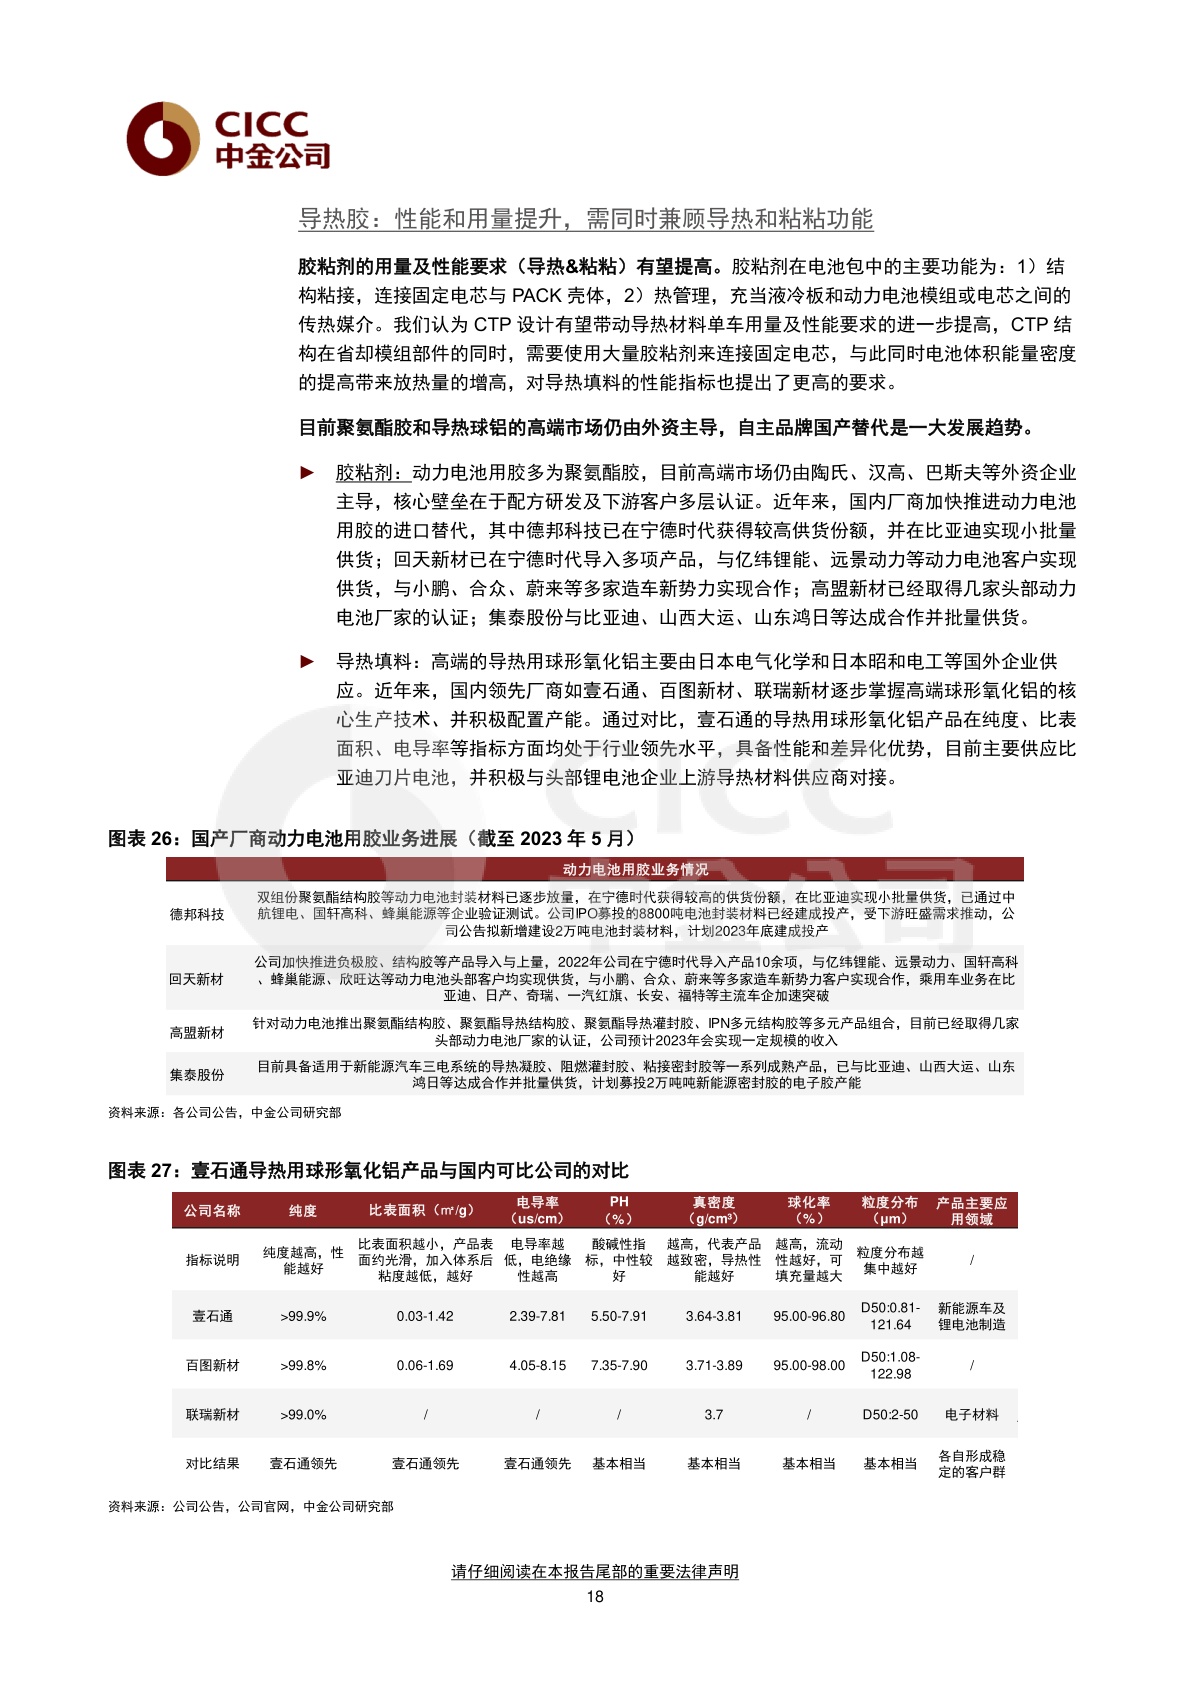 CICC
中金公司
导热胶：性能和用量提升，需同时兼顾导热和粘粘功能
胶粘剂的用量及性能要求（导热&粘粘）有望提高。胶粘剂在电池包中的主要功能为：1）结
构粘接，连接固定电芯与 PACK 壳体，2）热管理，充当液冷板和动力电池模组或电芯之间的
传热媒介。我们认为 CTP 设计有望带动导热材料单车用量及性能要求的进一步提高，CTP 结
构在省却模组部件的同时，需要使用大量胶粘剂来连接固定电芯，与此同时电池体积能量密度
的提高带来放热量的增高，对导热填料的性能指标也提出了更高的要求。
目前聚氨酯胶和导热球铝的高端市场仍由外资主导，自主品牌国产替代是一大发展趋势。
► 胶粘剂：动力电池用胶多为聚氨酯胶，目前高端市场仍由陶氏、汉高、巴斯夫等外资企业
主导，核心壁垒在于配方研发及下游客户多层认证。近年来，国内厂商加快推进动力电池
用胶的进口替代，其中德邦科技已在宁德时代获得较高供货份额，并在比亚迪实现小批量
供货；回天新材已在宁德时代导入多项产品，与亿纬锂能、远景动力等动力电池客户实现
供货，与小鹏、合众、蔚来等多家造车新势力实现合作；高盟新材已经取得几家头部动力
电池厂家的认证；集泰股份与比亚迪、山西大运、山东鸿日等达成合作并批量供货。
► 导热填料：高端的导热用球形氧化铝主要由日本电气化学和日本昭和电工等国外企业供
应。近年来，国内领先厂商如壹石通、百图新材、联瑞新材逐步掌握高端球形氧化铝的核
心生产技术、并积极配置产能。通过对比，壹石通的导热用球形氧化铝产品在纯度、比表
面积、电导率等指标方面均处于行业领先水平，具备性能和差异化优势，目前主要供应比
亚迪刀片电池，并积极与头部锂电池企业上游导热材料供应商对接。
图表 26：国产厂商动力电池用胶业务进展（截至 2023 年 5 月）
动力电池用胶业务情况
德邦科技
双组份聚氨酯结构胶等动力电池封装材料已逐步放量，在宁德时代获得较高的供货份额，在比亚迪实现小批量供货，已通过中
航锂电、国轩高科、蜂巢能源等企业验证测试。公司IPO募投的8800吨电池封装材料已经建成投产，受下游旺盛需求推动，公
司公告拟新增建设2万吨电池封装材料，计划2023年底建成投产
回天新材
公司加快推进负极胶、结构胶等产品导入与上量，2022年公司在宁德时代导入产品10余项，与亿纬锂能、远景动力、国轩高科
、蜂巢能源、欣旺达等动力电池头部客户均实现供货，与小鹏、合众、蔚来等多家造车新势力客户实现合作，乘用车业务在比
亚迪、日产、奇瑞、一汽红旗、长安、福特等主流车企加速突破
高盟新材
针对动力电池推出聚氨酯结构胶、聚氨酯导热结构胶、聚氨酯导热灌封胶、IPN多元结构胶等多元产品组合，目前已经取得几家
头部动力电池厂家的认证，公司预计2023年会实现一定规模的收入
集泰股份
目前具备适用于新能源汽车三电系统的导热凝胶、阻燃灌封胶、粘接密封胶等一系列成熟产品，已与比亚迪、山西大运、山东
鸿日等达成合作并批量供货，计划募投2万吨吨新能源密封胶的电子胶产能
资料来源：各公司公告，中金公司研究部
图表 27：壹石通导热用球形氧化铝产品与国内可比公司的对比
公司名称 纯度 比表面积（㎡/g） 电导率（us/cm） PH（%） 真密度（g/cm³） 球化率（%） 粒度分布（μm） 产品主要应用领域
指标说明 纯度越高，性能越好 比表面积越小，产品表面约光滑，加入体系后粘度越低，越好 电导率越低，电绝缘性越高 酸碱性指标，中性较好 越高，代表产品越致密，导热性能越好 越高，流动性越好，可填充量越大 粒度分布越集中越好 /
壹石通 >99.9% 0.03-1.42 2.39-7.81 5.50-7.91 3.64-3.81 95.00-96.80 D50:0.81-121.64 新能源车及锂电池制造
百图新材 >99.8% 0.06-1.69 4.05-8.15 7.35-7.90 3.71-3.89 95.00-98.00 D50:1.08-122.98 /
联瑞新材 >99.0% / / / 3.7 / D50:2-50 电子材料
对比结果 壹石通领先 壹石通领先 壹石通领先 基本相当 基本相当 基本相当 基本相当 各自形成稳定的客户群
资料来源：公司公告，公司官网，中金公司研究部
请仔细阅读在本报告尾部的重要法律声明
18